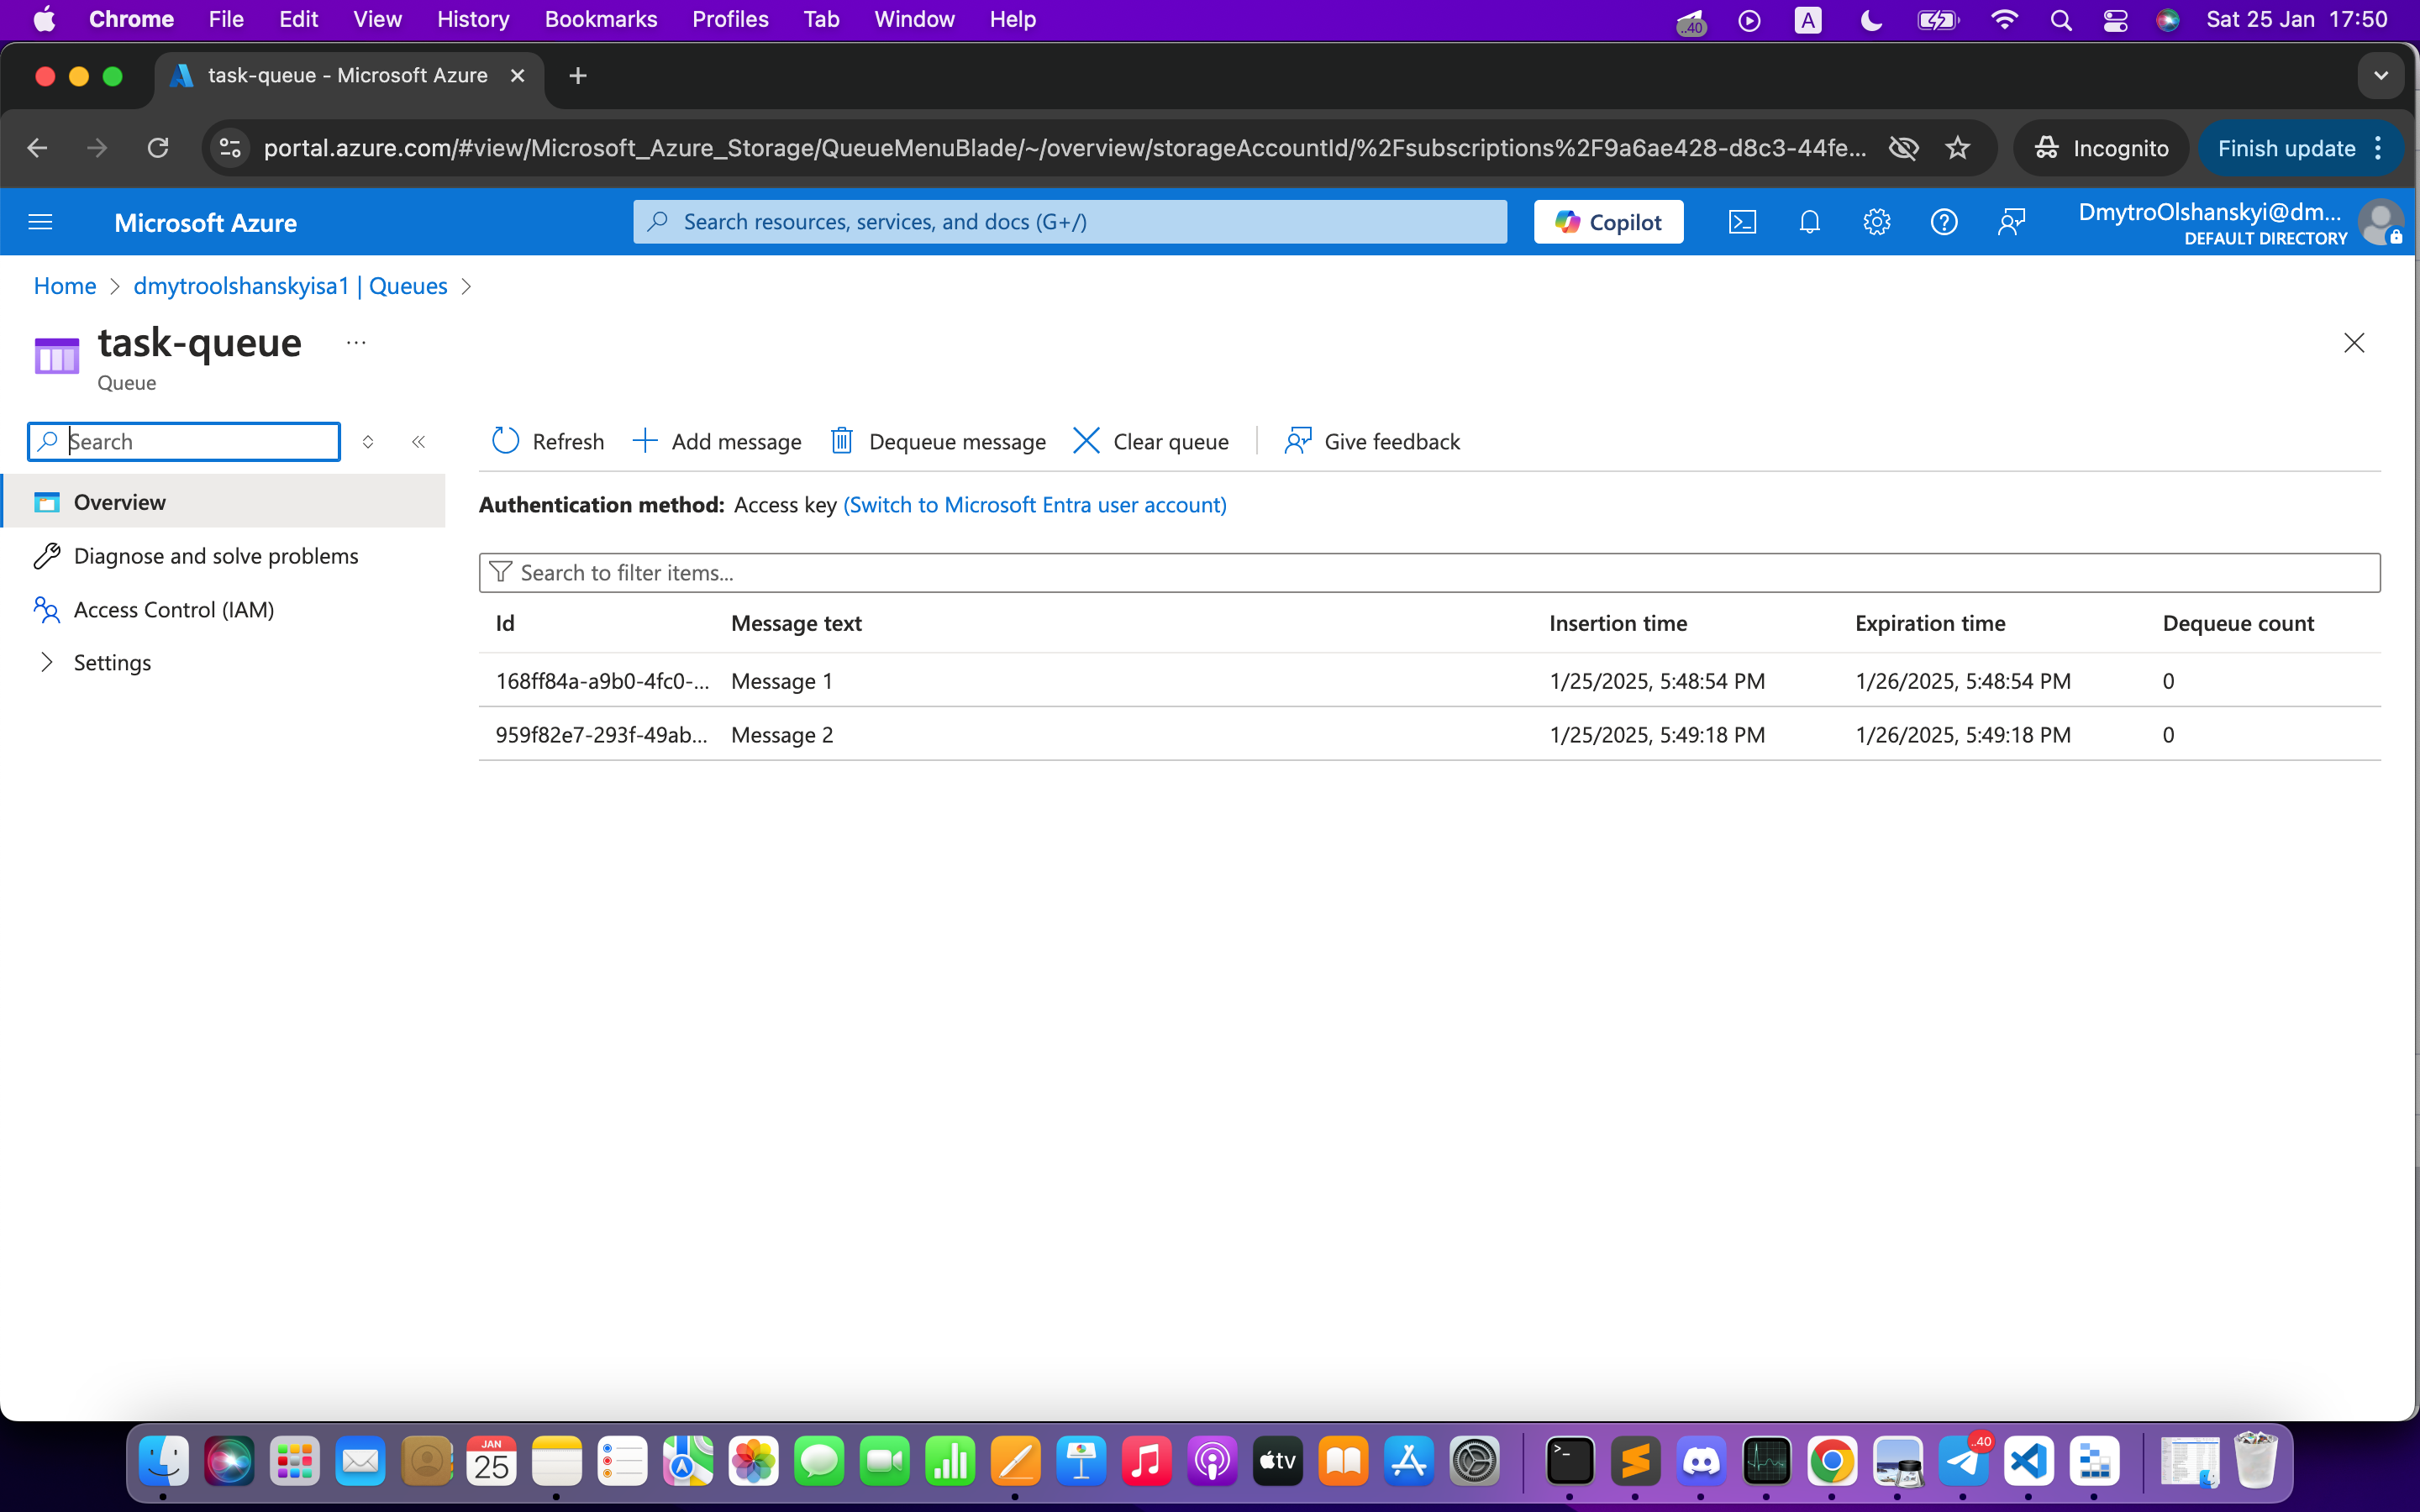 Chrome File Edit View History Bookmarks Profiles Tab Window Help ..40 A Sat 25 Jan 17:50
task-queue - Microsoft Azure
portal.azure.com/#view/Microsoft_Azure_Storage/QueueMenuBlade/~/overview/storageAccountId/%2Fsubscriptions%2F9a6ae428-d8c3-44fe... Incognito Finish update
Microsoft Azure Search resources, services, and docs (G+/) Copilot DmytroOlshanskyi@dm...
DEFAULT DIRECTORY
Home > dmytroolshanskyisa1 | Queues >
task-queue ...
Queue
Search Refresh Add message Dequeue message Clear queue Give feedback
Overview
Diagnose and solve problems
Access Control (IAM)
Settings
Authentication method: Access key (Switch to Microsoft Entra user account)
Search to filter items...
Id Message text Insertion time Expiration time Dequeue count
168ff84a-a9b0-4fc0-... Message 1 1/25/2025, 5:48:54 PM 1/26/2025, 5:48:54 PM 0
959f82e7-293f-49ab... Message 2 1/25/2025, 5:49:18 PM 1/26/2025, 5:49:18 PM 0
JAN
25
tv
..40